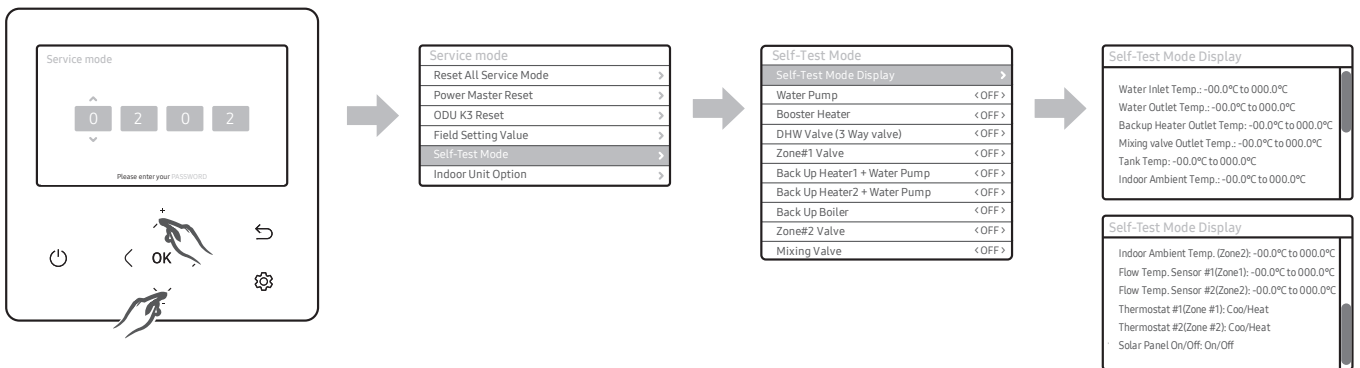 Service mode
0 2 0 2
Please enter your PASSWORD
+
OK
-
Service mode
Reset All Service Mode >
Power Master Reset >
ODU K3 Reset >
Field Setting Value >
Self-Test Mode >
Indoor Unit Option >
Self-Test Mode
Self-Test Mode Display >
Water Pump <OFF>
Booster Heater <OFF>
DHW Valve (3 Way valve) <OFF>
Zone#1 Valve <OFF>
Back Up Heater1 + Water Pump <OFF>
Back Up Heater2 + Water Pump <OFF>
Back Up Boiler <OFF>
Zone#2 Valve <OFF>
Mixing Valve <OFF>
Self-Test Mode Display
Water Inlet Temp.: -00.0°C to 000.0°C
Water Outlet Temp.: -00.0°C to 000.0°C
Backup Heater Outlet Temp: -00.0°C to 000.0°C
Mixing valve Outlet Temp.: -00.0°C to 000.0°C
Tank Temp: -00.0°C to 000.0°C
Indoor Ambient Temp.: -00.0°C to 000.0°C
Self-Test Mode Display
Indoor Ambient Temp. (Zone2): -00.0°C to 000.0°C
Flow Temp. Sensor #1(Zone1): -00.0°C to 000.0°C
Flow Temp. Sensor #2(Zone2): -00.0°C to 000.0°C
Thermostat #1(Zone #1): Coo/Heat
Thermostat #2(Zone #2): Coo/Heat
Solar Panel On/Off: On/Off